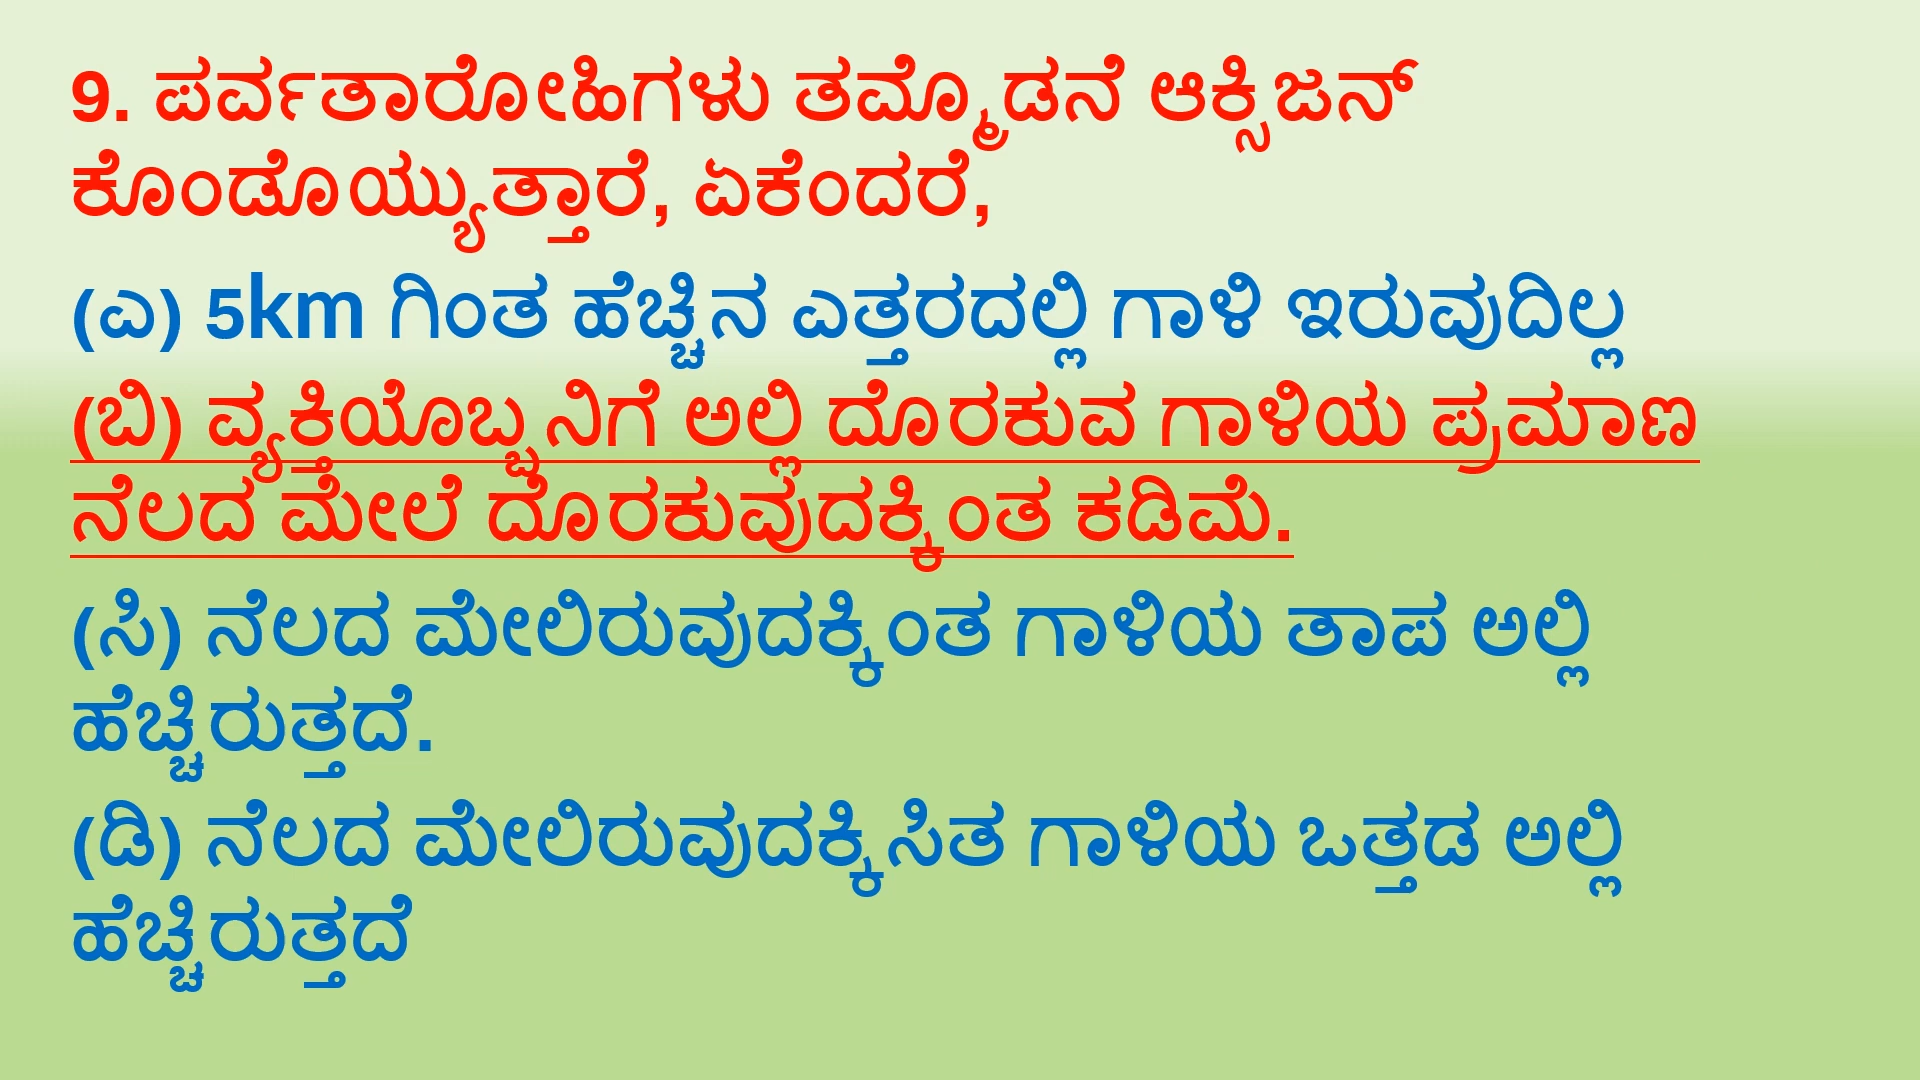 9. ಪರ್ವತಾರೋಹಿಗಳು ತಮ್ಮೊಡನೆ ಆಕ್ಸಿಜನ್
ಕೊಂಡೊಯ್ಯುತ್ತಾರೆ, ಏಕೆಂದರೆ,
(ಎ) 5km ಗಿಂತ ಹೆಚ್ಚಿನ ಎತ್ತರದಲ್ಲಿ ಗಾಳಿ ಇರುವುದಿಲ್ಲ
(ಬಿ) ವ್ಯಕ್ತಿಯೊಬ್ಬನಿಗೆ ಅಲ್ಲಿ ದೊರಕುವ ಗಾಳಿಯ ಪ್ರಮಾಣ
ನೆಲದ ಮೇಲೆ ದೊರಕುವುದಕ್ಕಿಂತ ಕಡಿಮೆ.
(ಸಿ) ನೆಲದ ಮೇಲಿರುವುದಕ್ಕಿಂತ ಗಾಳಿಯ ತಾಪ ಅಲ್ಲಿ
ಹೆಚ್ಚಿರುತ್ತದೆ.
(ಡಿ) ನೆಲದ ಮೇಲಿರುವುದಕ್ಕಿಸಿತ ಗಾಳಿಯ ಒತ್ತಡ ಅಲ್ಲಿ
ಹೆಚ್ಚಿರುತ್ತದೆ